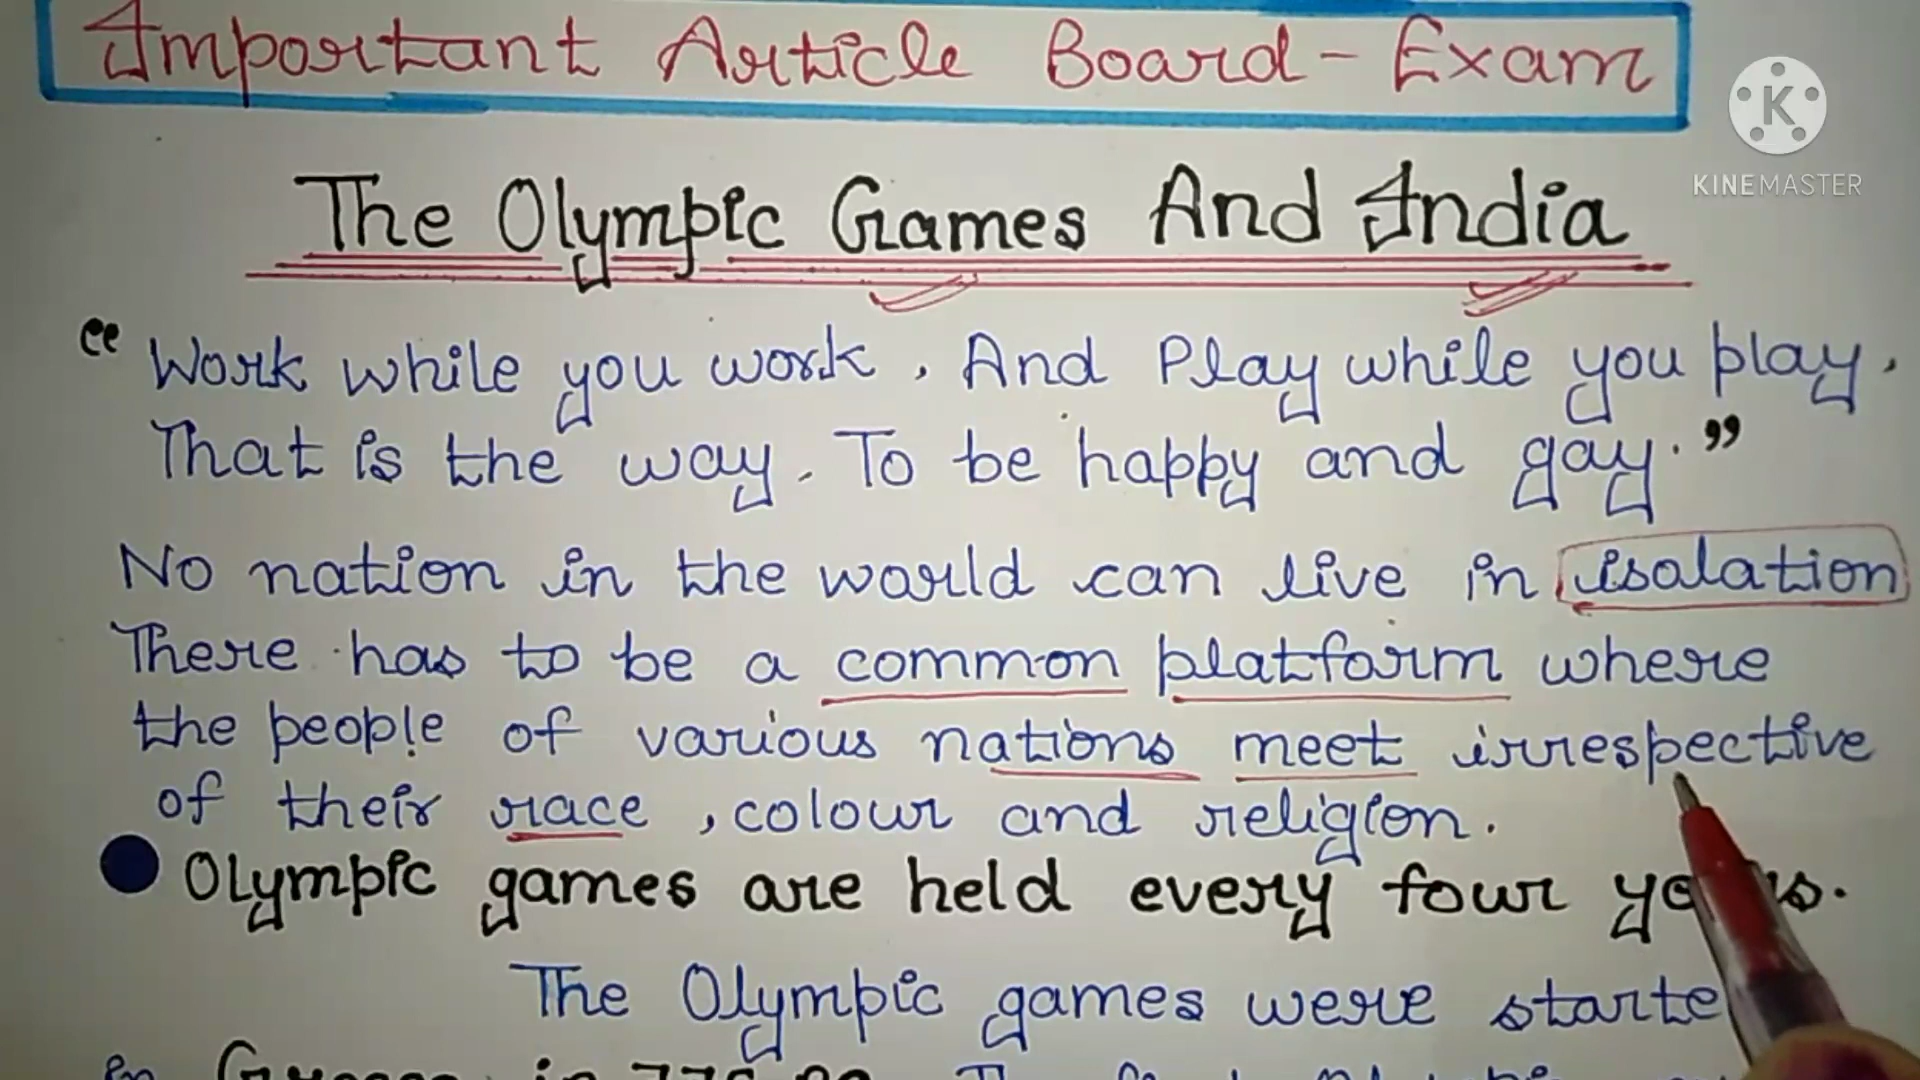 Important Article Board - Exam
KINEMASTER
The Olympic Games And India
"Work while you work, And Play while you play,
That is the way. To be happy and gay."
No nation in the world can live in isalation
There has to be a common platform where
the people of various nations meet irrespective
of their race, colour and religion.
Olympic games are held every four
The Olympic games were
in